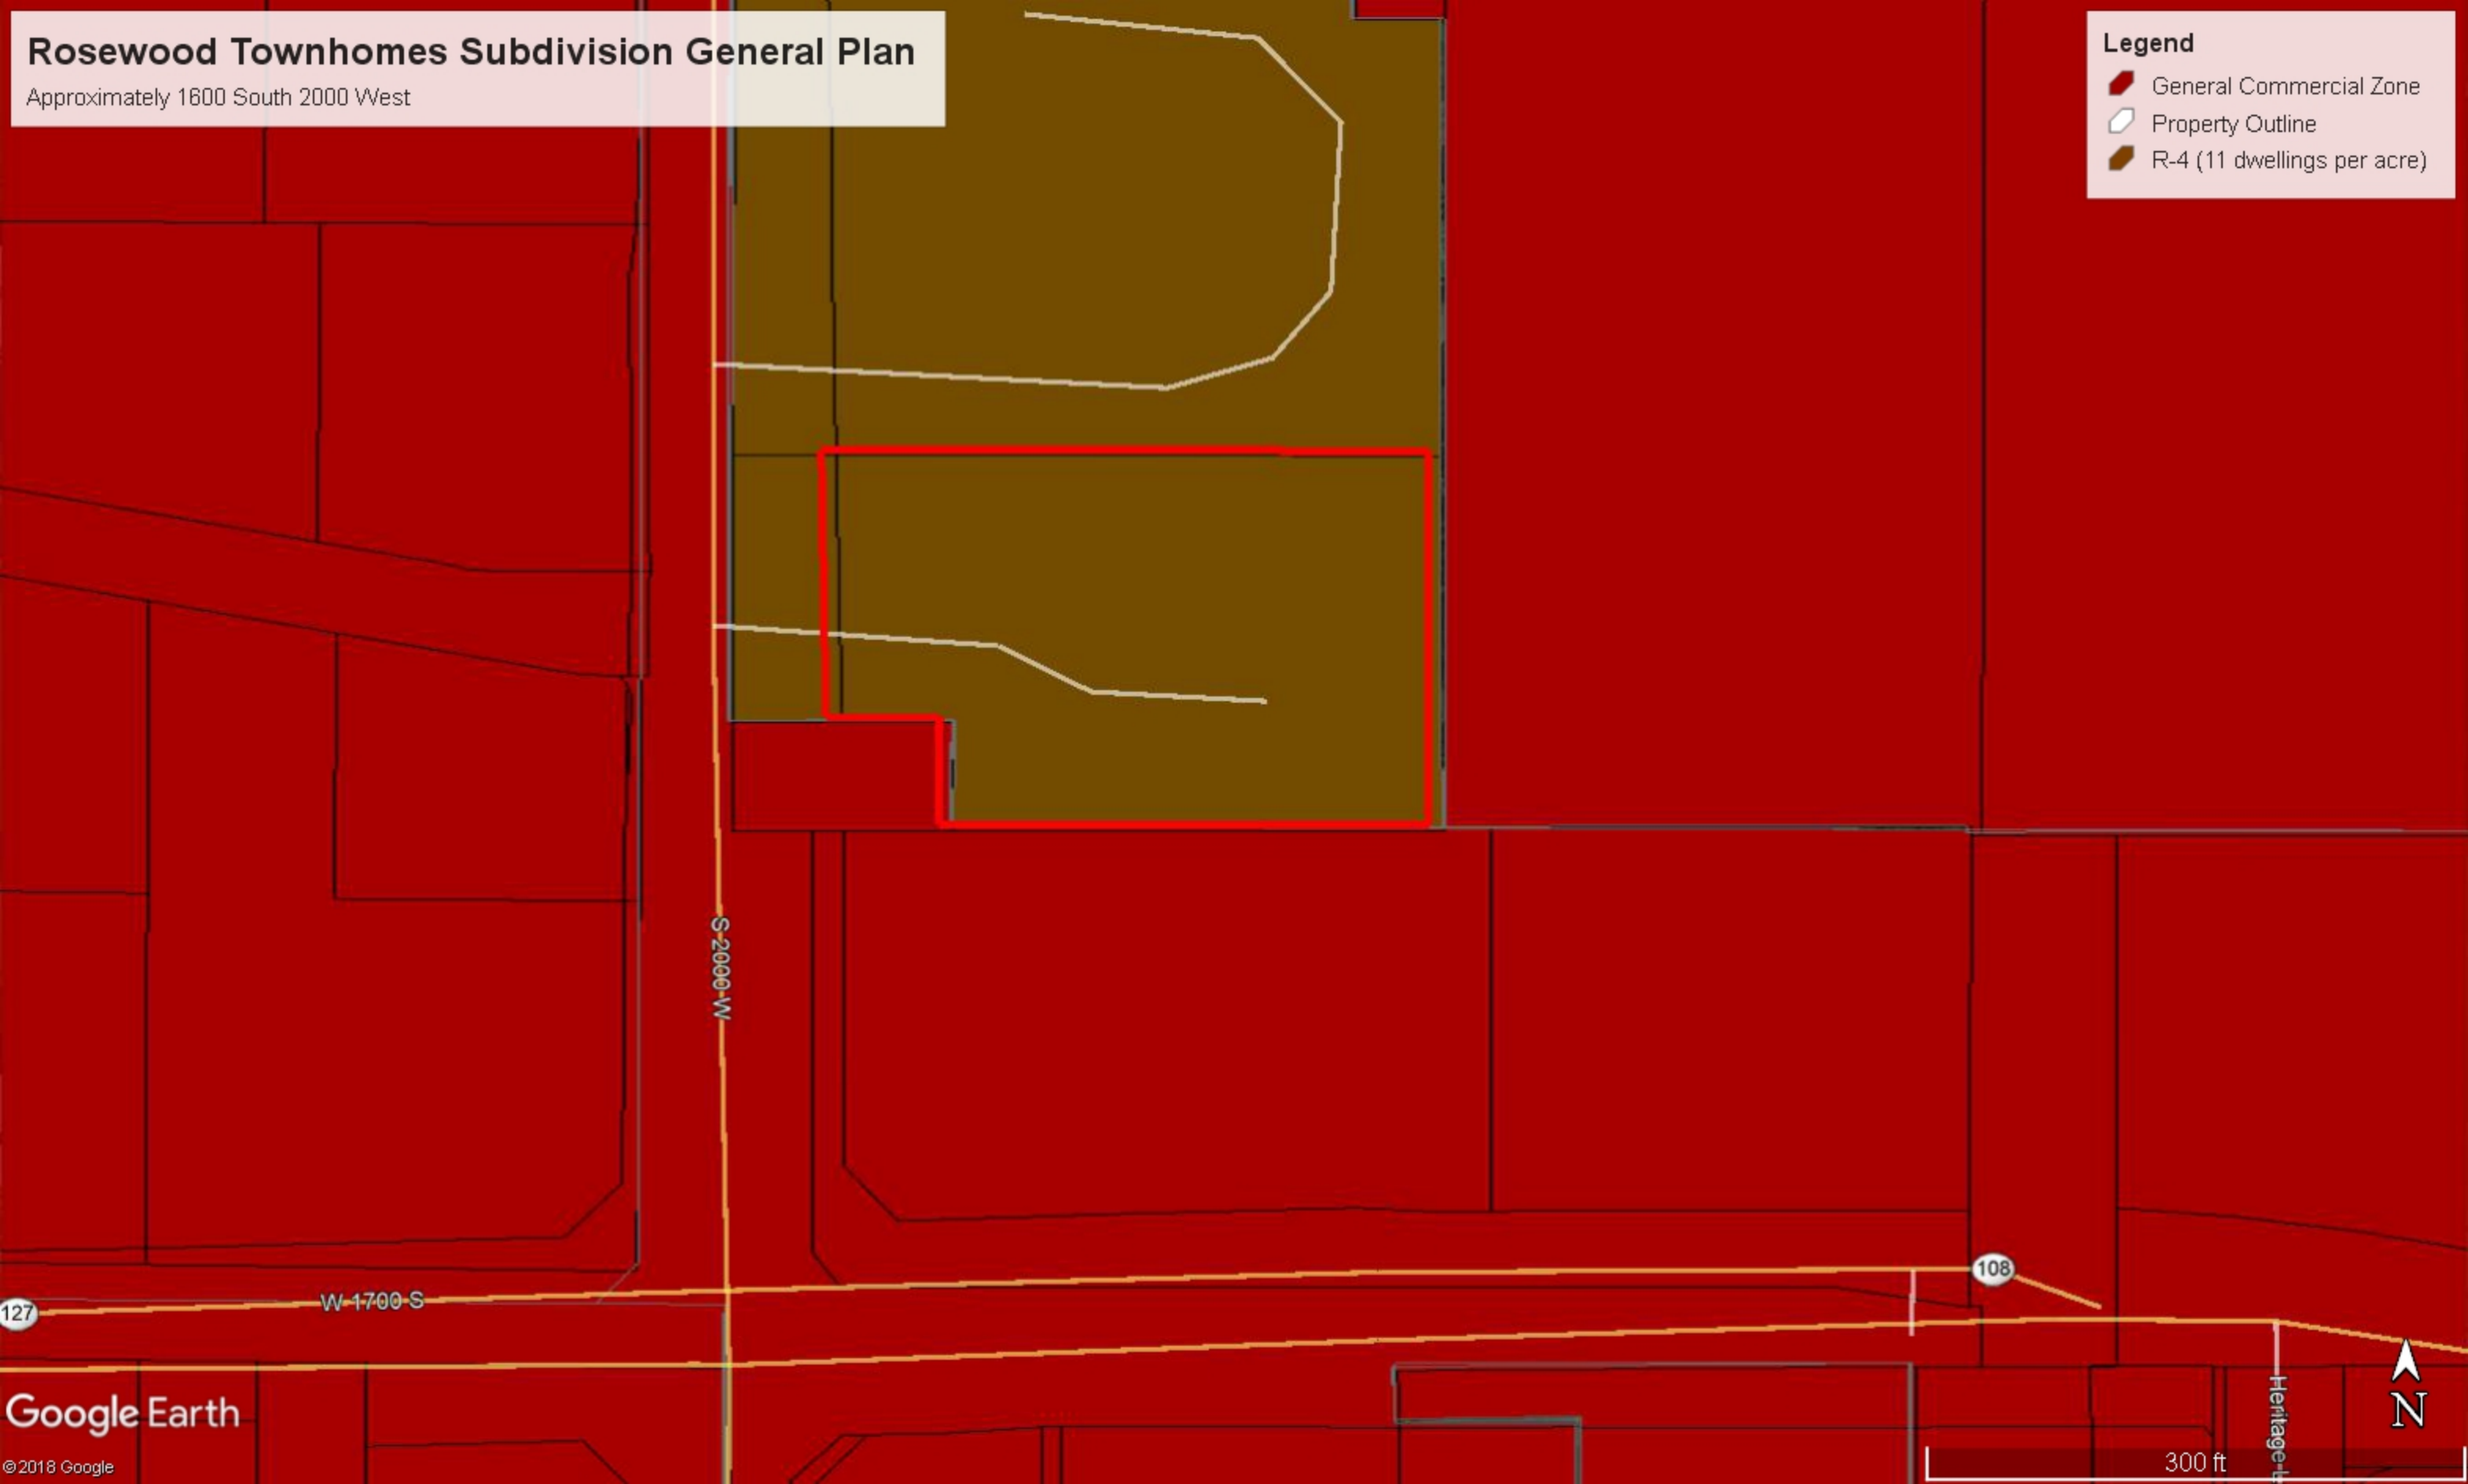 Rosewood Townhomes Subdivision General Plan
Approximately 1600 South 2000 West
Legend
General Commercial Zone
Property Outline
R-4 (11 dwellings per acre)
S 2000 W
108
W 1700 S
127
Heritage L
N
Google Earth
©2018 Google
300 ft